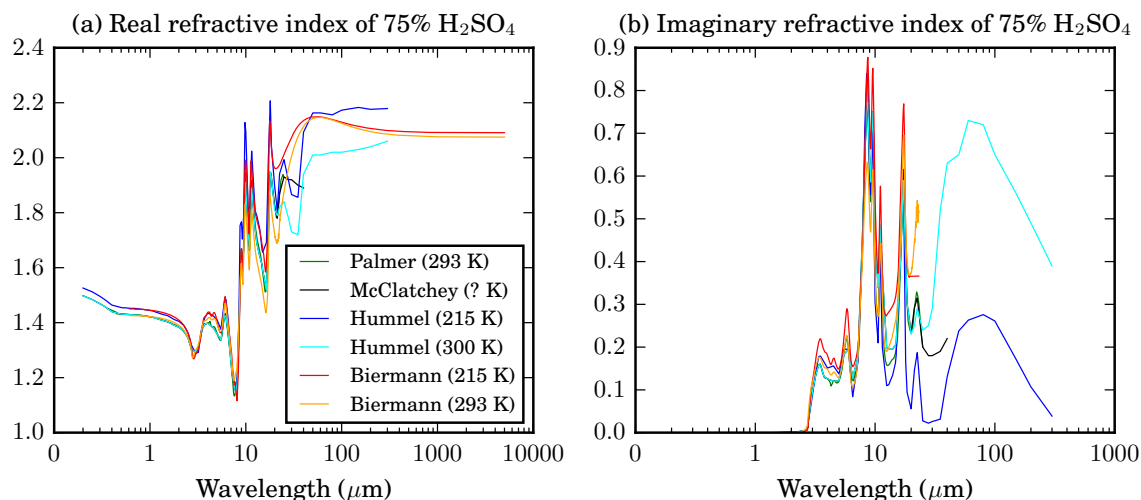 (a) Real refractive index of 75% H₂SO₄
2.4
2.2
2.0
1.8
1.6
1.4
1.2
1.0
0
1
10
100
1000
10000
Wavelength (μm)
Palmer (293 K)
McClatchey (? K)
Hummel (215 K)
Hummel (300 K)
Biermann (215 K)
Biermann (293 K)
(b) Imaginary refractive index of 75% H₂SO₄
0.9
0.8
0.7
0.6
0.5
0.4
0.3
0.2
0.1
0.0
0
1
10
100
1000
Wavelength (μm)